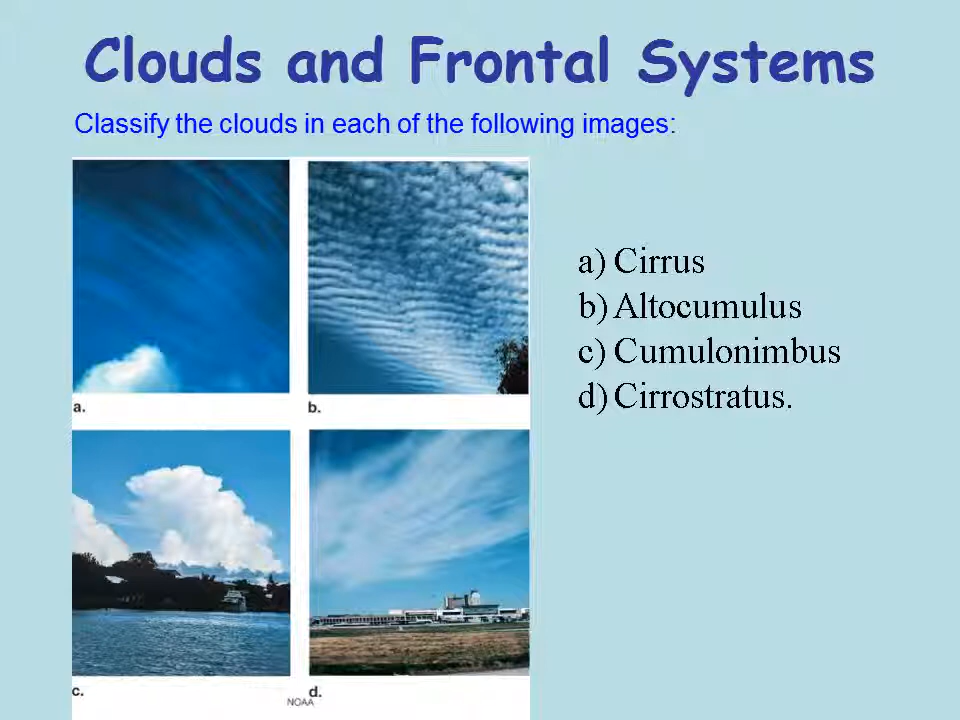 Clouds and Frontal Systems
Classify the clouds in each of the following images:
a.
b.
c.
d.
NOAA
a) Cirrus
b) Altocumulus
c) Cumulonimbus
d) Cirrostratus.